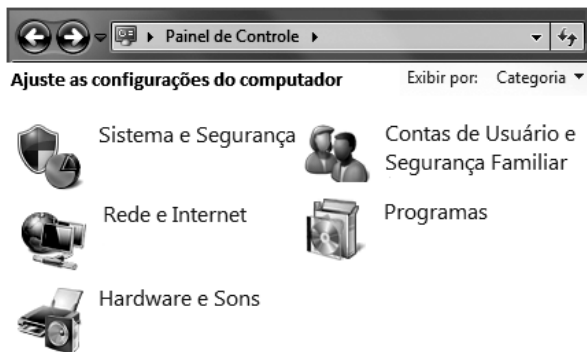 Painel de Controle
Ajuste as configurações do computador
Exibir por: Categoria
Sistema e Segurança
Contas de Usuário e
Segurança Familiar
Rede e Internet
Programas
Hardware e Sons